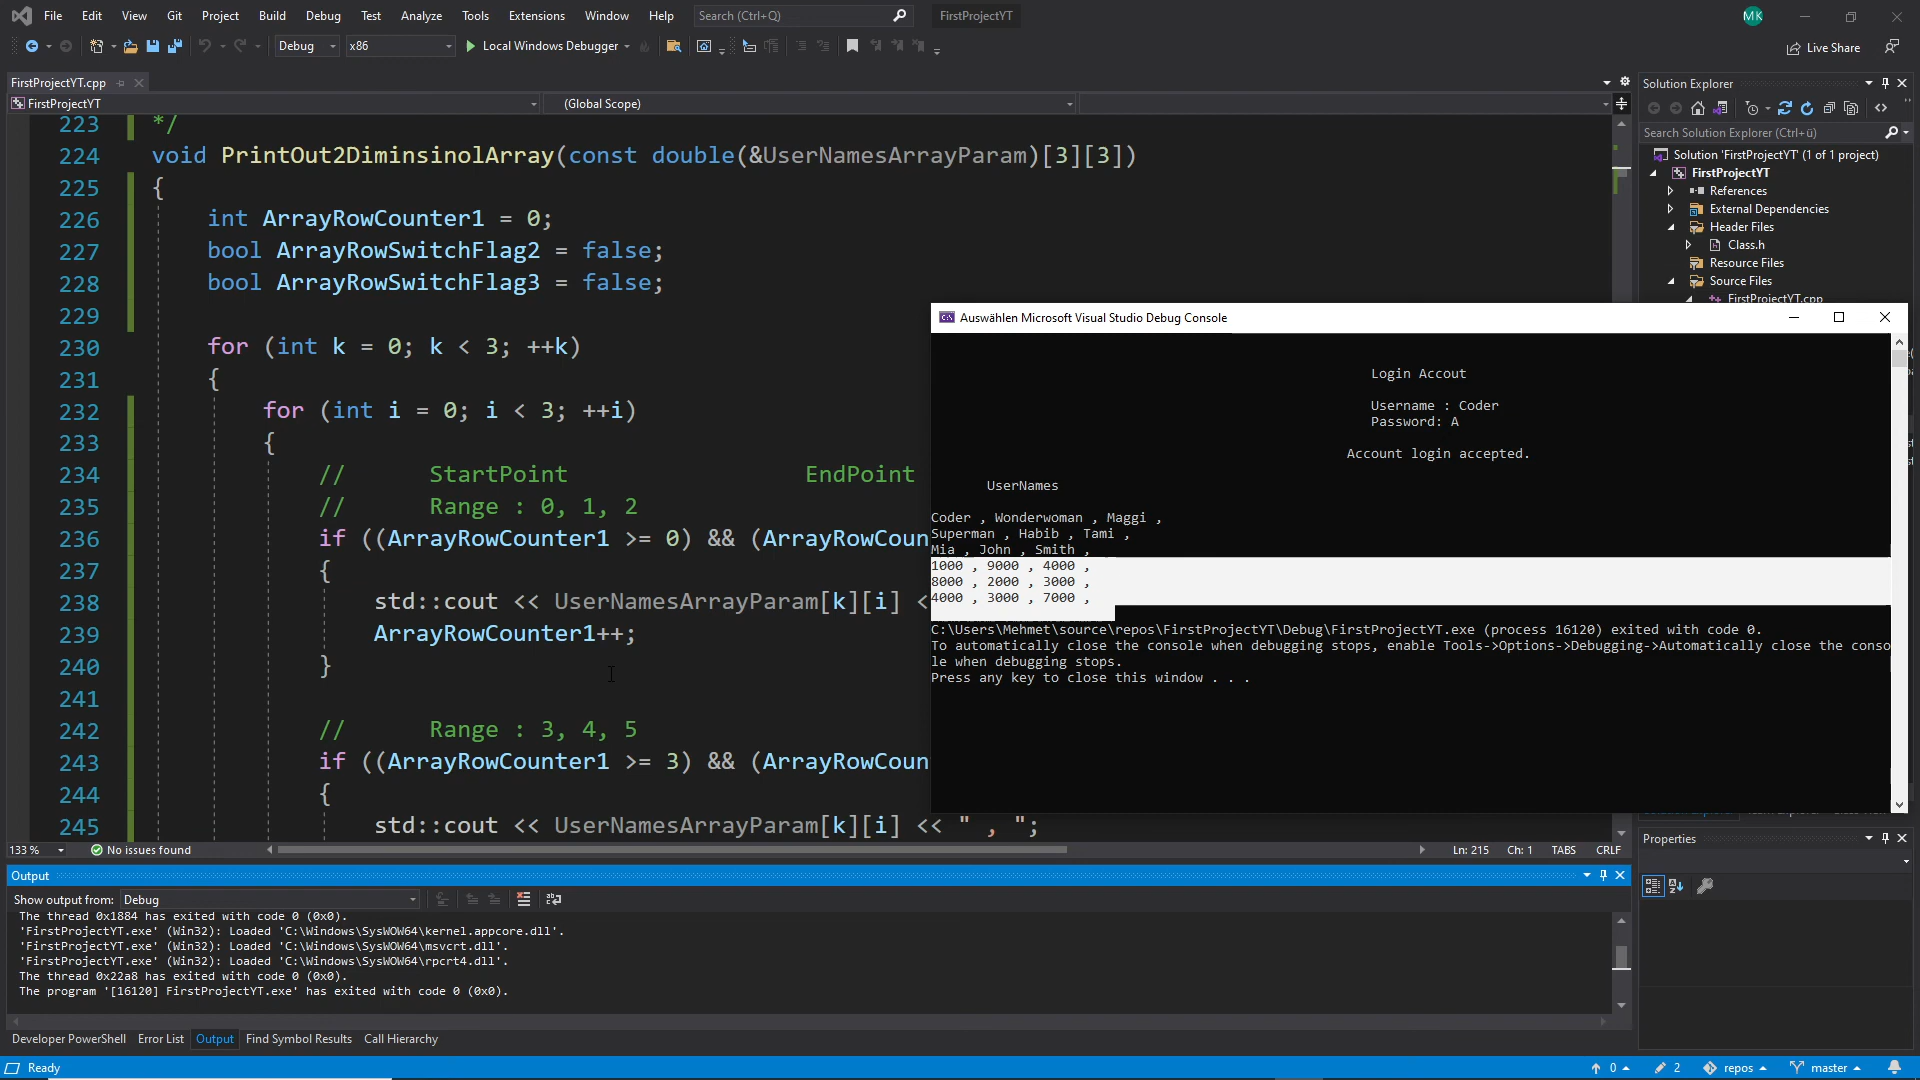 File Edit View Git Project Build Debug Test Analyze Tools Extensions Window Help Search (Ctrl+Q) FirstProjectYT MK
Debug x86 Local Windows Debugger Live Share
FirstProjectYT.cpp
FirstProjectYT (Global Scope)
223 */
224 void PrintOut2DiminsinolArray(const double(&UserNamesArrayParam)[3][3])
225 {
226 int ArrayRowCounter1 = 0;
227 bool ArrayRowSwitchFlag2 = false;
228 bool ArrayRowSwitchFlag3 = false;
229
230 for (int k = 0; k < 3; ++k)
231 {
232 for (int i = 0; i < 3; ++i)
233 {
234 // StartPoint EndPoint
235 // Range : 0, 1, 2
236 if ((ArrayRowCounter1 >= 0) && (ArrayRowCoun
237 {
238 std::cout << UserNamesArrayParam[k][i] <
239 ArrayRowCounter1++;
240 }
241
242 // Range : 3, 4, 5
243 if ((ArrayRowCounter1 >= 3) && (ArrayRowCoun
244 {
245 std::cout << UserNamesArrayParam[k][i] << " , ";
133 % No issues found Ln: 215 Ch: 1 TABS CRLF
Auswählen Microsoft Visual Studio Debug Console
Login Accout
Username : Coder
Password: A
Account login accepted.
UserNames
Coder , Wonderwoman , Maggi ,
Superman , Habib , Tami ,
Mia , John , Smith ,
1000 , 9000 , 4000 ,
8000 , 2000 , 3000 ,
4000 , 3000 , 7000 ,
C:\Users\Mehmet\source\repos\FirstProjectYT\Debug\FirstProjectYT.exe (process 16120) exited with code 0.
To automatically close the console when debugging stops, enable Tools->Options->Debugging->Automatically close the conso
le when debugging stops.
Press any key to close this window . . .
Solution Explorer
Search Solution Explorer (Ctrl+ü)
Solution 'FirstProjectYT' (1 of 1 project)
FirstProjectYT
References
External Dependencies
Header Files
Class.h
Resource Files
Source Files
FirstProjectYT.cpp
Properties
Output
Show output from: Debug
The thread 0x1884 has exited with code 0 (0x0).
'FirstProjectYT.exe' (Win32): Loaded 'C:\Windows\SysWOW64\kernel.appcore.dll'.
'FirstProjectYT.exe' (Win32): Loaded 'C:\Windows\SysWOW64\msvcrt.dll'.
'FirstProjectYT.exe' (Win32): Loaded 'C:\Windows\SysWOW64\rpcrt4.dll'.
The thread 0x22a8 has exited with code 0 (0x0).
The program '[16120] FirstProjectYT.exe' has exited with code 0 (0x0).
Developer PowerShell Error List Output Find Symbol Results Call Hierarchy
Ready 0 2 repos master